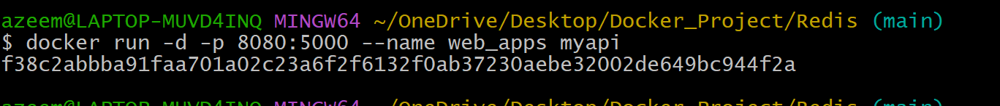 azeem@LAPTOP-MUVD4INQ MINGW64 ~/OneDrive/Desktop/Docker_Project/Redis (main)
$ docker run -d -p 8080:5000 --name web_apps myapi
f38c2abbba91faa701a02c23a6f2f6132f0ab37230aebe32002de649bc944f2a
azeem@LAPTOP-MUVD4INQ MINGW64 ~/OneDrive/Desktop/Docker_Project/Redis (main)